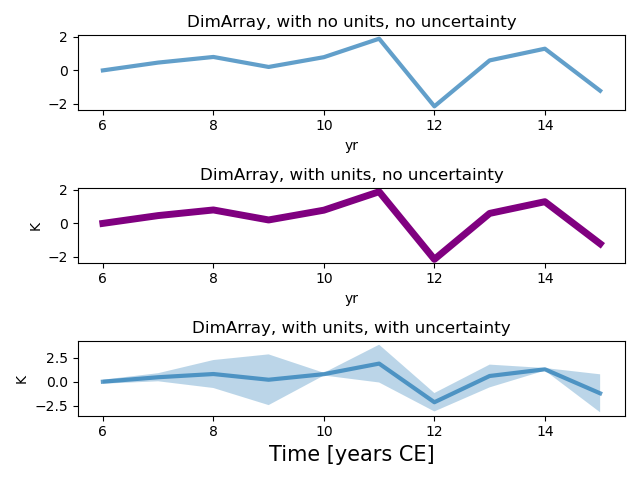 DimArray, with no units, no uncertainty
2
0
−2
6 8 10 12 14
yr
DimArray, with units, no uncertainty
2
0
−2
K
6 8 10 12 14
yr
DimArray, with units, with uncertainty
2.5
0.0
−2.5
K
6 8 10 12 14
Time [years CE]